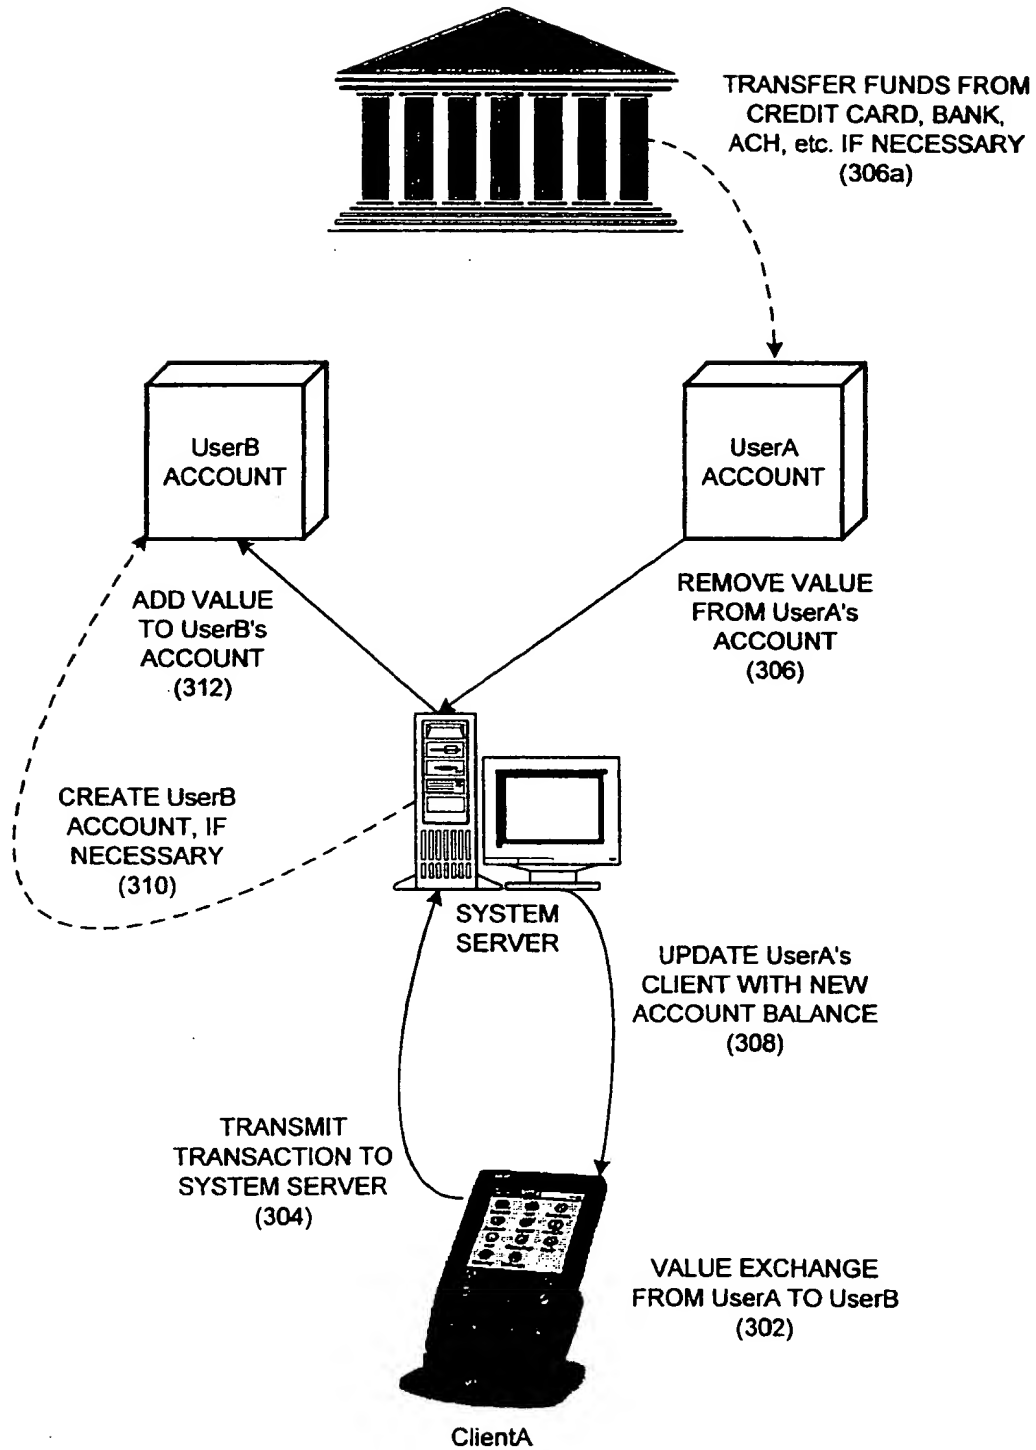 TRANSFER FUNDS FROM
CREDIT CARD, BANK,
ACH, etc. IF NECESSARY
(306a)
UserB
ACCOUNT
UserA
ACCOUNT
ADD VALUE
TO UserB's
ACCOUNT
(312)
REMOVE VALUE
FROM UserA's
ACCOUNT
(306)
CREATE UserB
ACCOUNT, IF
NECESSARY
(310)
SYSTEM
SERVER
UPDATE UserA's
CLIENT WITH NEW
ACCOUNT BALANCE
(308)
TRANSMIT
TRANSACTION TO
SYSTEM SERVER
(304)
VALUE EXCHANGE
FROM UserA TO UserB
(302)
ClientA